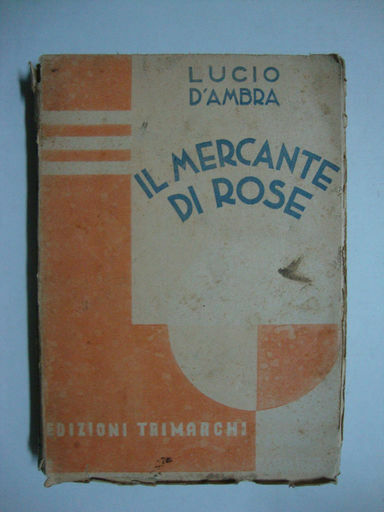 LUCIO
D'AMBRA
IL MERCANTE
DI ROSE
EDIZIONI TRIMARCHI